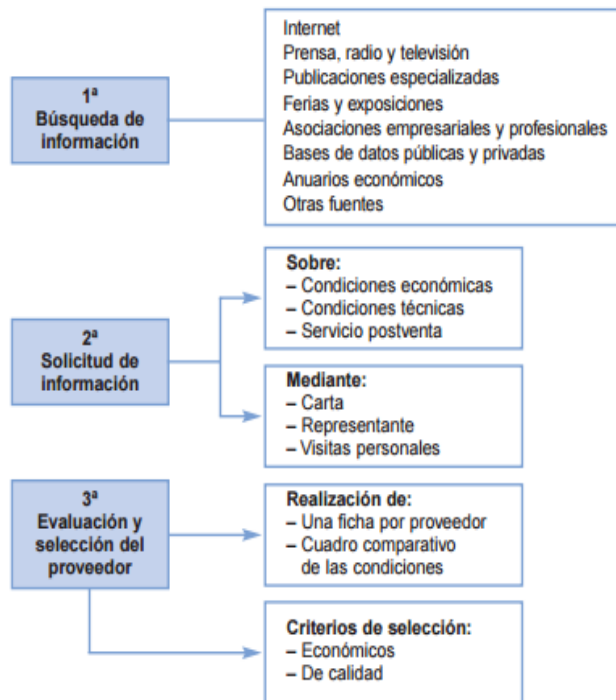 1ª
Búsqueda de
información
Internet
Prensa, radio y televisión
Publicaciones especializadas
Ferias y exposiciones
Asociaciones empresariales y profesionales
Bases de datos públicas y privadas
Anuarios económicos
Otras fuentes
2ª
Solicitud de
información
Sobre:
– Condiciones económicas
– Condiciones técnicas
– Servicio postventa
Mediante:
– Carta
– Representante
– Visitas personales
3ª
Evaluación y
selección del
proveedor
Realización de:
– Una ficha por proveedor
– Cuadro comparativo
de las condiciones
Criterios de selección:
– Económicos
– De calidad